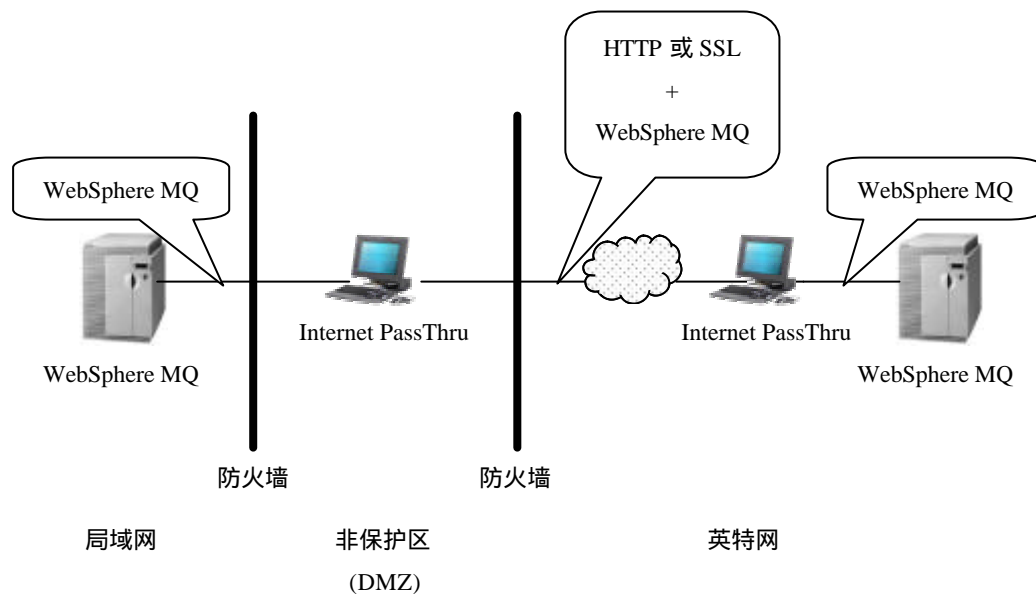 HTTP 或 SSL
+
WebSphere MQ
WebSphere MQ
WebSphere MQ
Internet PassThru
Internet PassThru
WebSphere MQ
WebSphere MQ
防火墙
防火墙
局域网
非保护区
英特网
(DMZ)